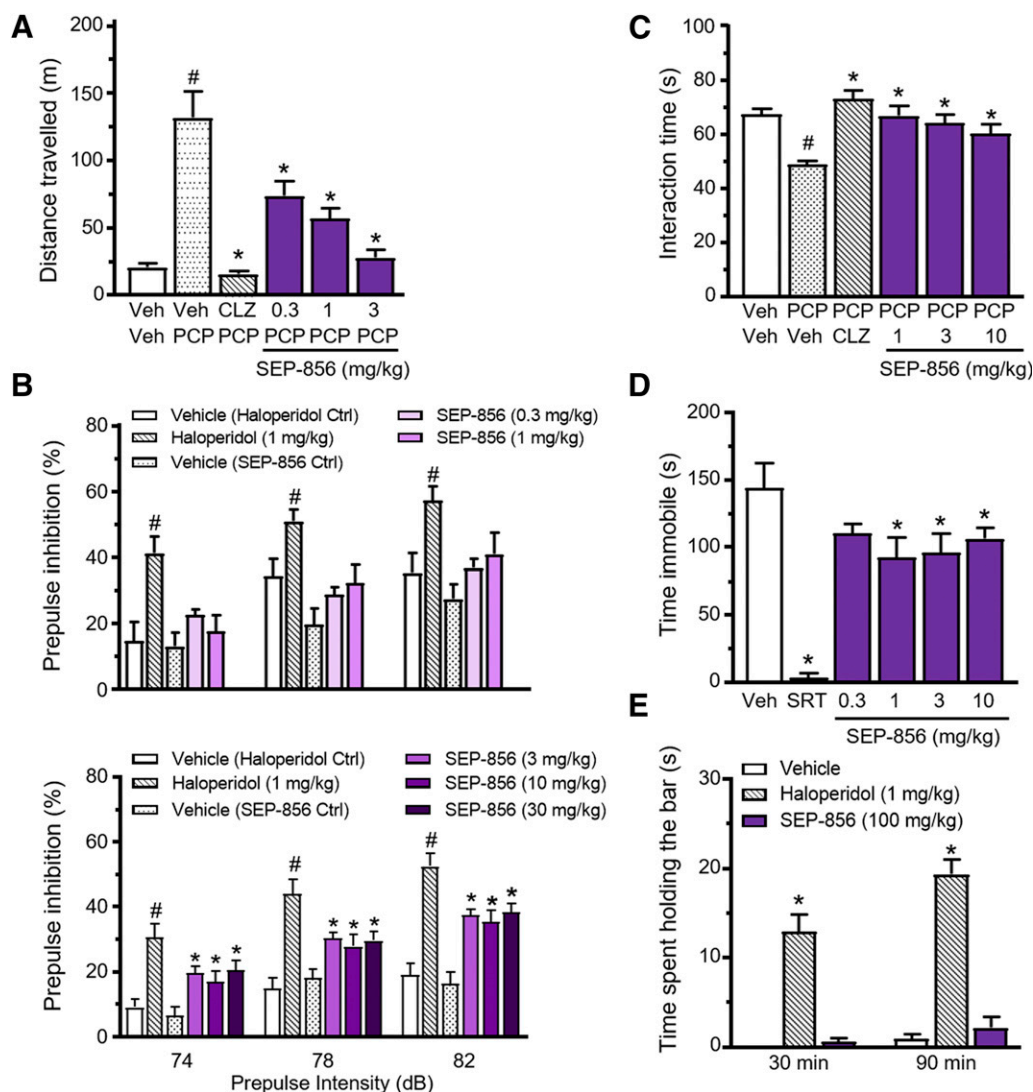 A
Distance travelled (m)
200
150
100
50
0
#
*
*
*
*
Veh Veh CLZ 0.3 1 3
Veh PCP PCP PCP PCP PCP
SEP-856 (mg/kg)
B
Vehicle (Haloperidol Ctrl)
Haloperidol (1 mg/kg)
Vehicle (SEP-856 Ctrl)
SEP-856 (0.3 mg/kg)
SEP-856 (1 mg/kg)
Prepulse inhibition (%)
80
60
40
20
0
#
#
#
Vehicle (Haloperidol Ctrl)
Haloperidol (1 mg/kg)
Vehicle (SEP-856 Ctrl)
SEP-856 (3 mg/kg)
SEP-856 (10 mg/kg)
SEP-856 (30 mg/kg)
Prepulse inhibition (%)
80
60
40
20
0
#
* * *
#
* * *
#
* * *
74 78 82
Prepulse Intensity (dB)
C
Interaction time (s)
100
80
60
40
20
0
#
*
*
*
*
Veh PCP PCP PCP PCP PCP
Veh Veh CLZ 1 3 10
SEP-856 (mg/kg)
D
Time immobile (s)
200
150
100
50
0
*
*
*
*
Veh SRT 0.3 1 3 10
SEP-856 (mg/kg)
E
Time spent holding the bar (s)
30
20
10
0
Vehicle
Haloperidol (1 mg/kg)
SEP-856 (100 mg/kg)
*
*
30 min 90 min